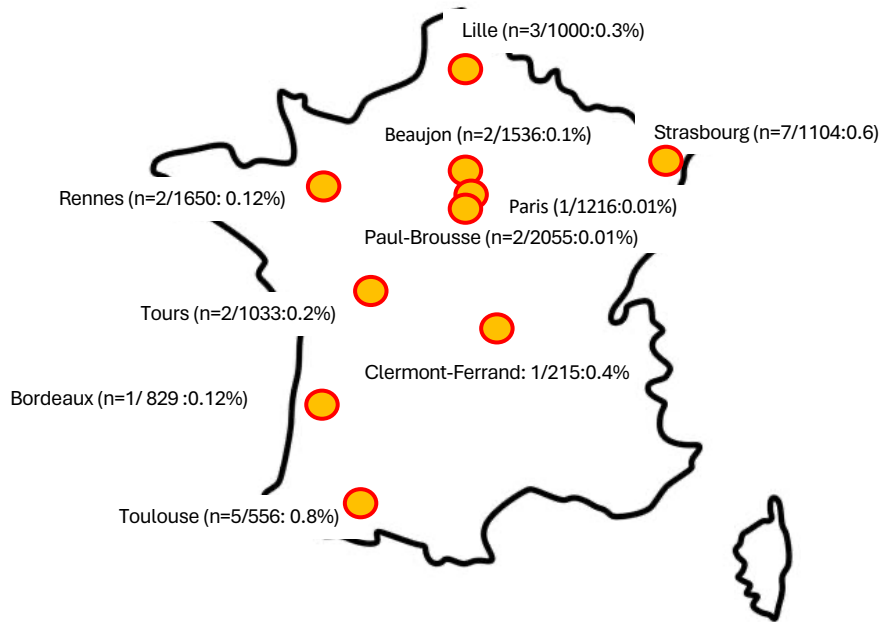 Lille (n=3/1000:0.3%)
Beaujon (n=2/1536:0.1%)
Strasbourg (n=7/1104:0.6)
Rennes (n=2/1650: 0.12%)
Paris (1/1216:0.01%)
Paul-Brousse (n=2/2055:0.01%)
Tours (n=2/1033:0.2%)
Clermont-Ferrand: 1/215:0.4%
Bordeaux (n=1/ 829 :0.12%)
Toulouse (n=5/556: 0.8%)